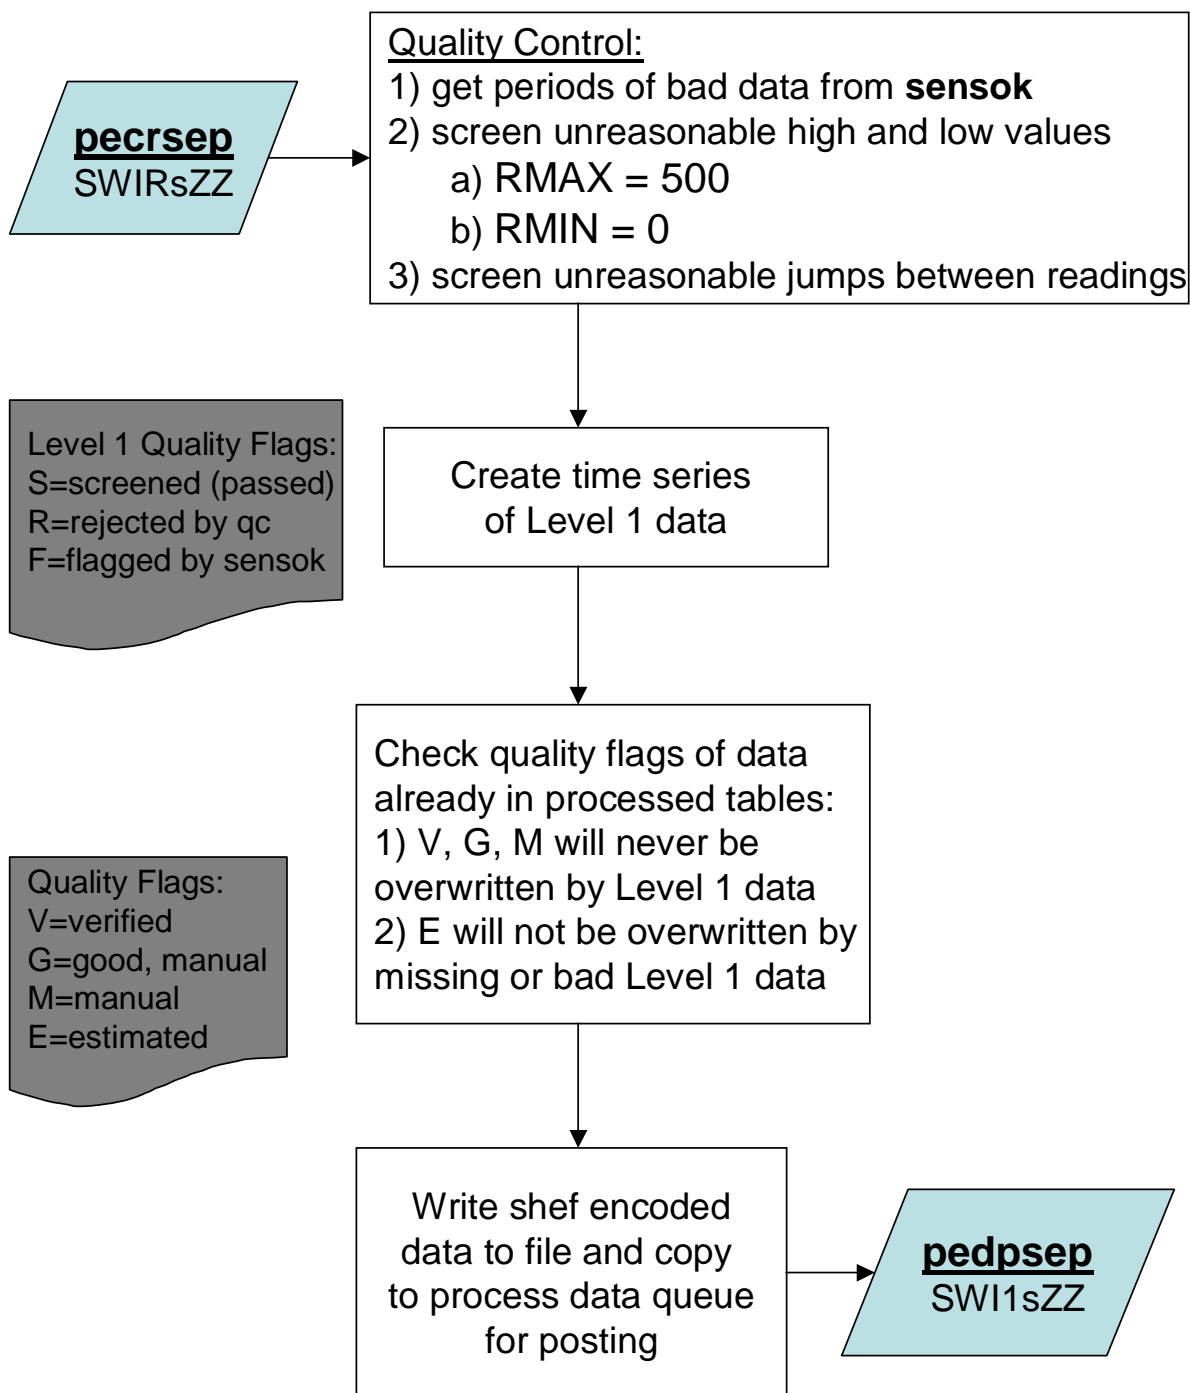 pecrsep
SWIRsZZ
Quality Control:
1) get periods of bad data from sensok
2) screen unreasonable high and low values
a) RMAX = 500
b) RMIN = 0
3) screen unreasonable jumps between readings
Level 1 Quality Flags:
S=screened (passed)
R=rejected by qc
F=flagged by sensok
Create time series
of Level 1 data
Check quality flags of data
already in processed tables:
1) V, G, M will never be
overwritten by Level 1 data
2) E will not be overwritten by
missing or bad Level 1 data
Quality Flags:
V=verified
G=good, manual
M=manual
E=estimated
Write shef encoded
data to file and copy
to process data queue
for posting
pedpsep
SWI1sZZ